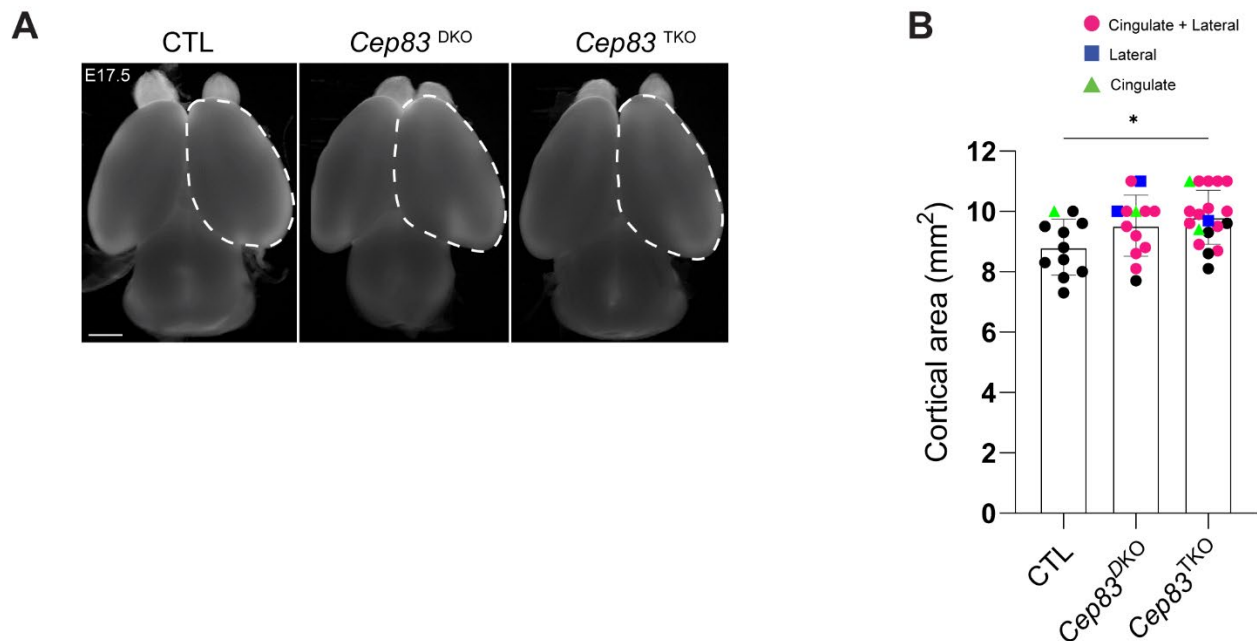 A
CTL
Cep83 DKO
Cep83 TKO
E17.5
B
Cingulate + Lateral
Lateral
Cingulate
*
12
10
8
6
4
2
0
Cortical area (mm²)
CTL
Cep83DKO
Cep83TKO